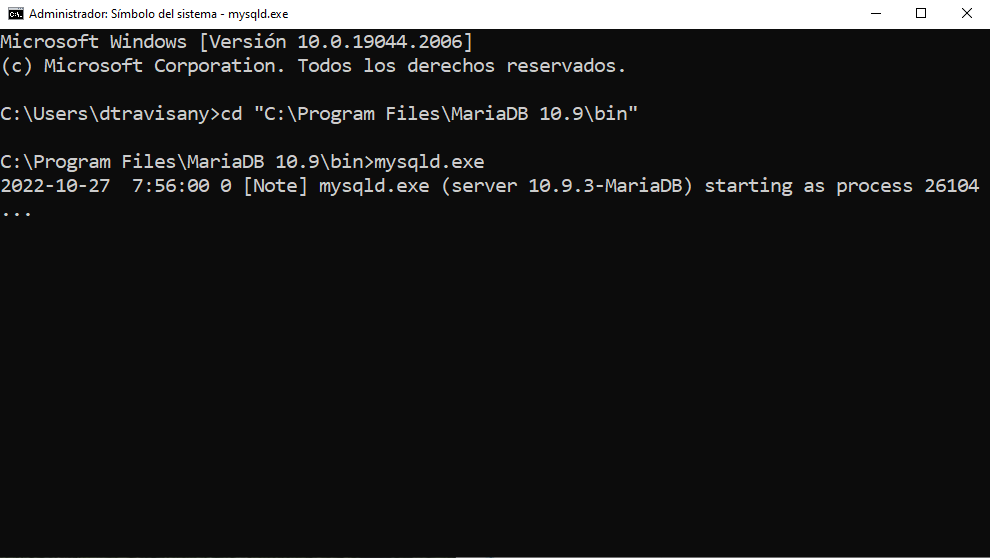 Administrador: Símbolo del sistema - mysqld.exe
Microsoft Windows [Versión 10.0.19044.2006]
(c) Microsoft Corporation. Todos los derechos reservados.
C:\Users\dtravisany>cd "C:\Program Files\MariaDB 10.9\bin"
C:\Program Files\MariaDB 10.9\bin>mysqld.exe
2022-10-27  7:56:00 0 [Note] mysqld.exe (server 10.9.3-MariaDB) starting as process 26104
...